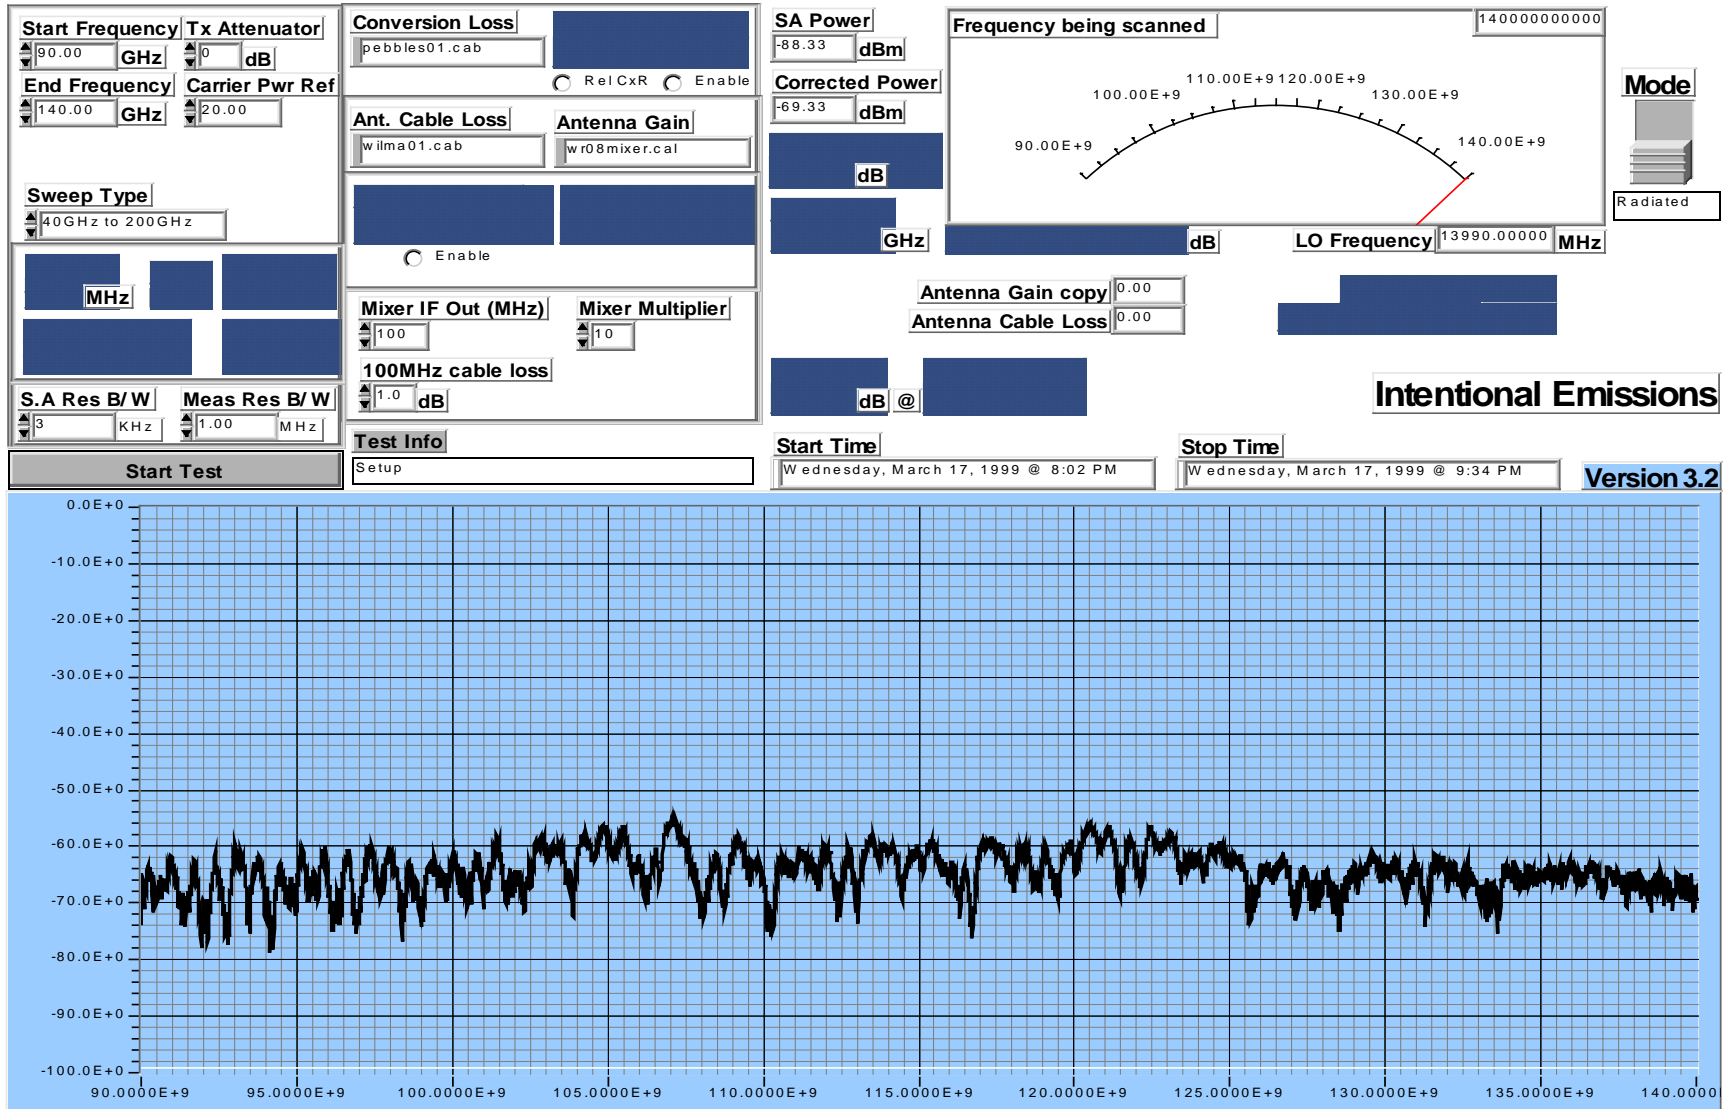 Start Frequency
90.00 GHz
Tx Attenuator
0 dB
End Frequency
140.00 GHz
Carrier Pwr Ref
20.00
Sweep Type
40GHz to 200GHz
MHz
S.A Res B/W
3 KHz
Meas Res B/W
1.00 MHz
Start Test
Conversion Loss
pebbles01.cab
Rel CxR
Enable
Ant. Cable Loss
wilma01.cab
Antenna Gain
wr08mixer.cal
Enable
Mixer IF Out (MHz)
100
Mixer Multiplier
10
100MHz cable loss
1.0 dB
Test Info
Setup
SA Power
-88.33 dBm
Corrected Power
-69.33 dBm
dB
GHz
dB
Frequency being scanned
140000000000
90.00E+9
100.00E+9
110.00E+9
120.00E+9
130.00E+9
140.00E+9
Mode
Radiated
LO Frequency 13990.00000 MHz
Antenna Gain copy 0.00
Antenna Cable Loss 0.00
dB @
Intentional Emissions
Start Time
Wednesday, March 17, 1999 @ 8:02 PM
Stop Time
Wednesday, March 17, 1999 @ 9:34 PM
Version 3.2
0.0E+0
-10.0E+0
-20.0E+0
-30.0E+0
-40.0E+0
-50.0E+0
-60.0E+0
-70.0E+0
-80.0E+0
-90.0E+0
-100.0E+0
90.0000E+9
95.0000E+9
100.0000E+9
105.0000E+9
110.0000E+9
115.0000E+9
120.0000E+9
125.0000E+9
130.0000E+9
135.0000E+9
140.0000